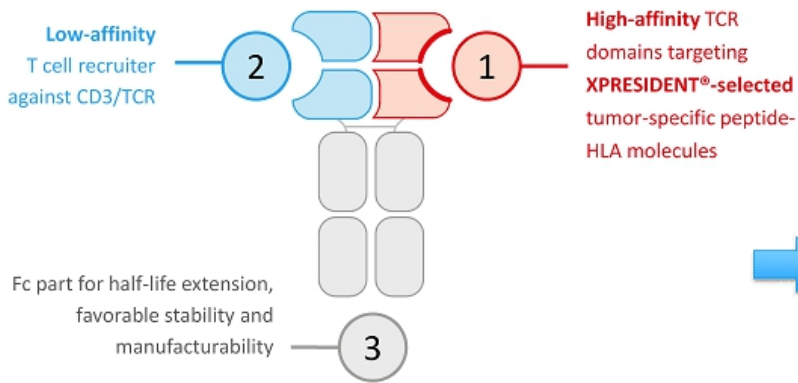 Low-affinity
T cell recruiter
against CD3/TCR
2
1
High-affinity TCR
domains targeting
XPRESIDENT®-selected
tumor-specific peptide-
HLA molecules
Fc part for half-life extension,
favorable stability and
manufacturability
3